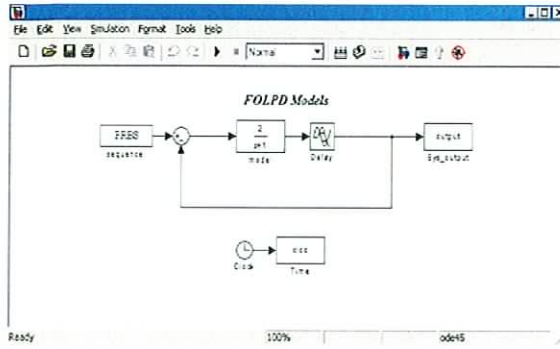 File Edit View Simulation Format Tools Help
Normal
FOLPD Models
PRBS
sequence
2
model
Delay
output
Sys_output
Clock
Time
Ready 100% ode45